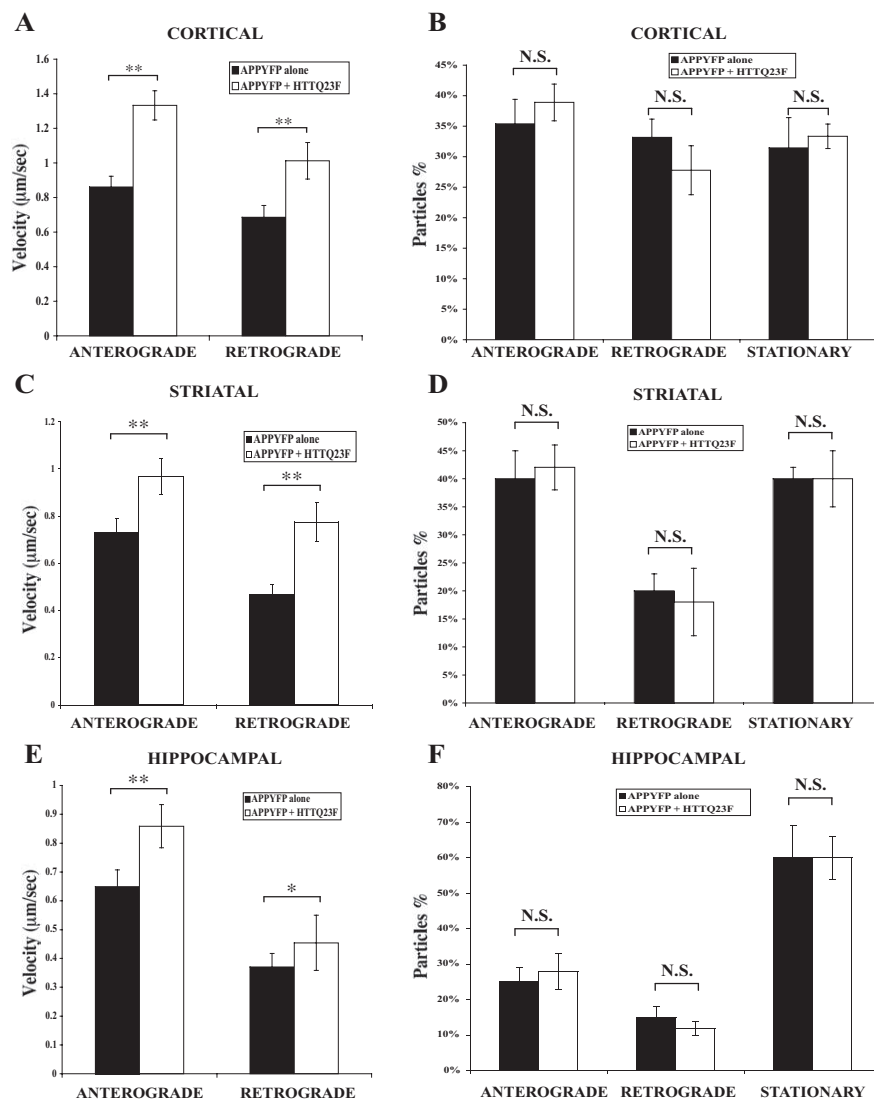 A
CORTICAL
Velocity (μm/sec)
1.6
1.4
1.2
1
0.8
0.6
0.4
0.2
0
**
**
APPYFP alone
APPYFP + HTTQ23F
ANTEROGRADE RETROGRADE
B
CORTICAL
Particles %
45%
40%
35%
30%
25%
20%
15%
10%
5%
0%
N.S.
N.S.
N.S.
APPYFP alone
APPYFP + HTTQ23F
ANTEROGRADE RETROGRADE STATIONARY
C
STRIATAL
Velocity (μm/sec)
1.2
1
0.8
0.6
0.4
0.2
0
**
**
APPYFP alone
APPYFP + HTTQ23F
ANTEROGRADE RETROGRADE
D
STRIATAL
Particles %
50%
45%
40%
35%
30%
25%
20%
15%
10%
5%
0%
N.S.
N.S.
N.S.
APPYFP alone
APPYFP + HTTQ23F
ANTEROGRADE RETROGRADE STATIONARY
E
HIPPOCAMPAL
Velocity (μm/sec)
1
0.9
0.8
0.7
0.6
0.5
0.4
0.3
0.2
0.1
0
**
*
APPYFP alone
APPYFP + HTTQ23F
ANTEROGRADE RETROGRADE
F
HIPPOCAMPAL
Particles %
80%
70%
60%
50%
40%
30%
20%
10%
0%
N.S.
N.S.
N.S.
APPYFP alone
APPYFP + HTTQ23F
ANTEROGRADE RETROGRADE STATIONARY